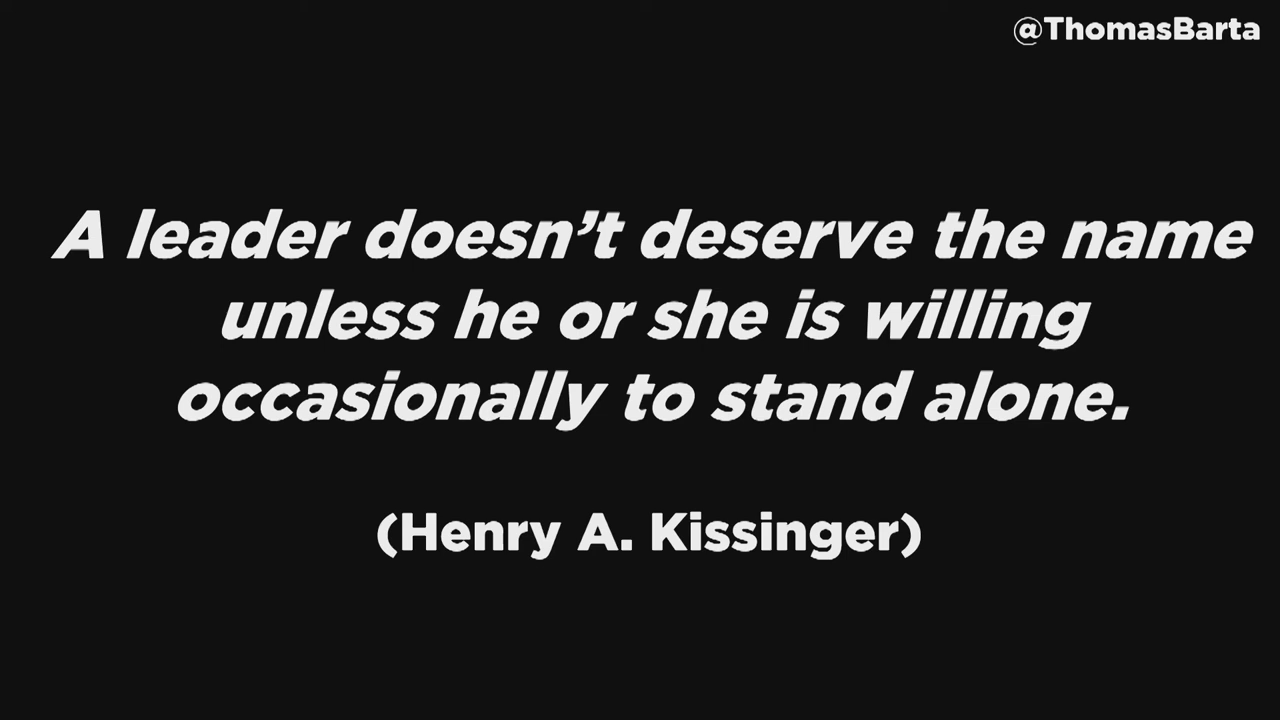 @ThomasBarta
A leader doesn’t deserve the name
unless he or she is willing
occasionally to stand alone.
(Henry A. Kissinger)